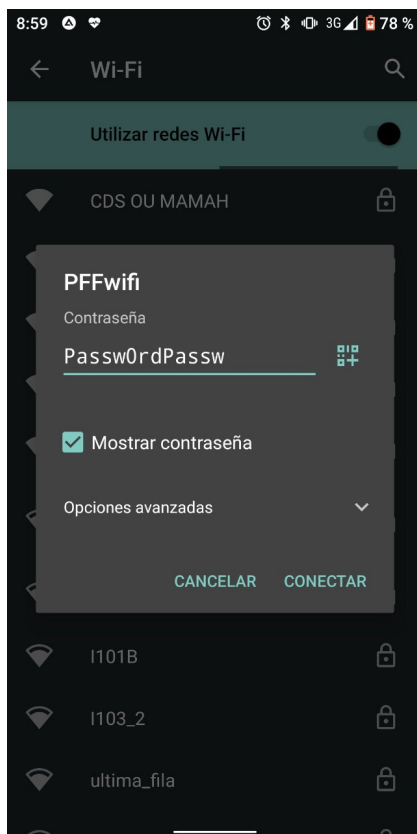 8:59 3G 78 %
Wi-Fi
Utilizar redes Wi-Fi
CDS OU MAMAH
PFFwifi
Contraseña
Passw0rdPassw
Mostrar contraseña
Opciones avanzadas
CANCELAR CONECTAR
I101B
I103_2
ultima_fila